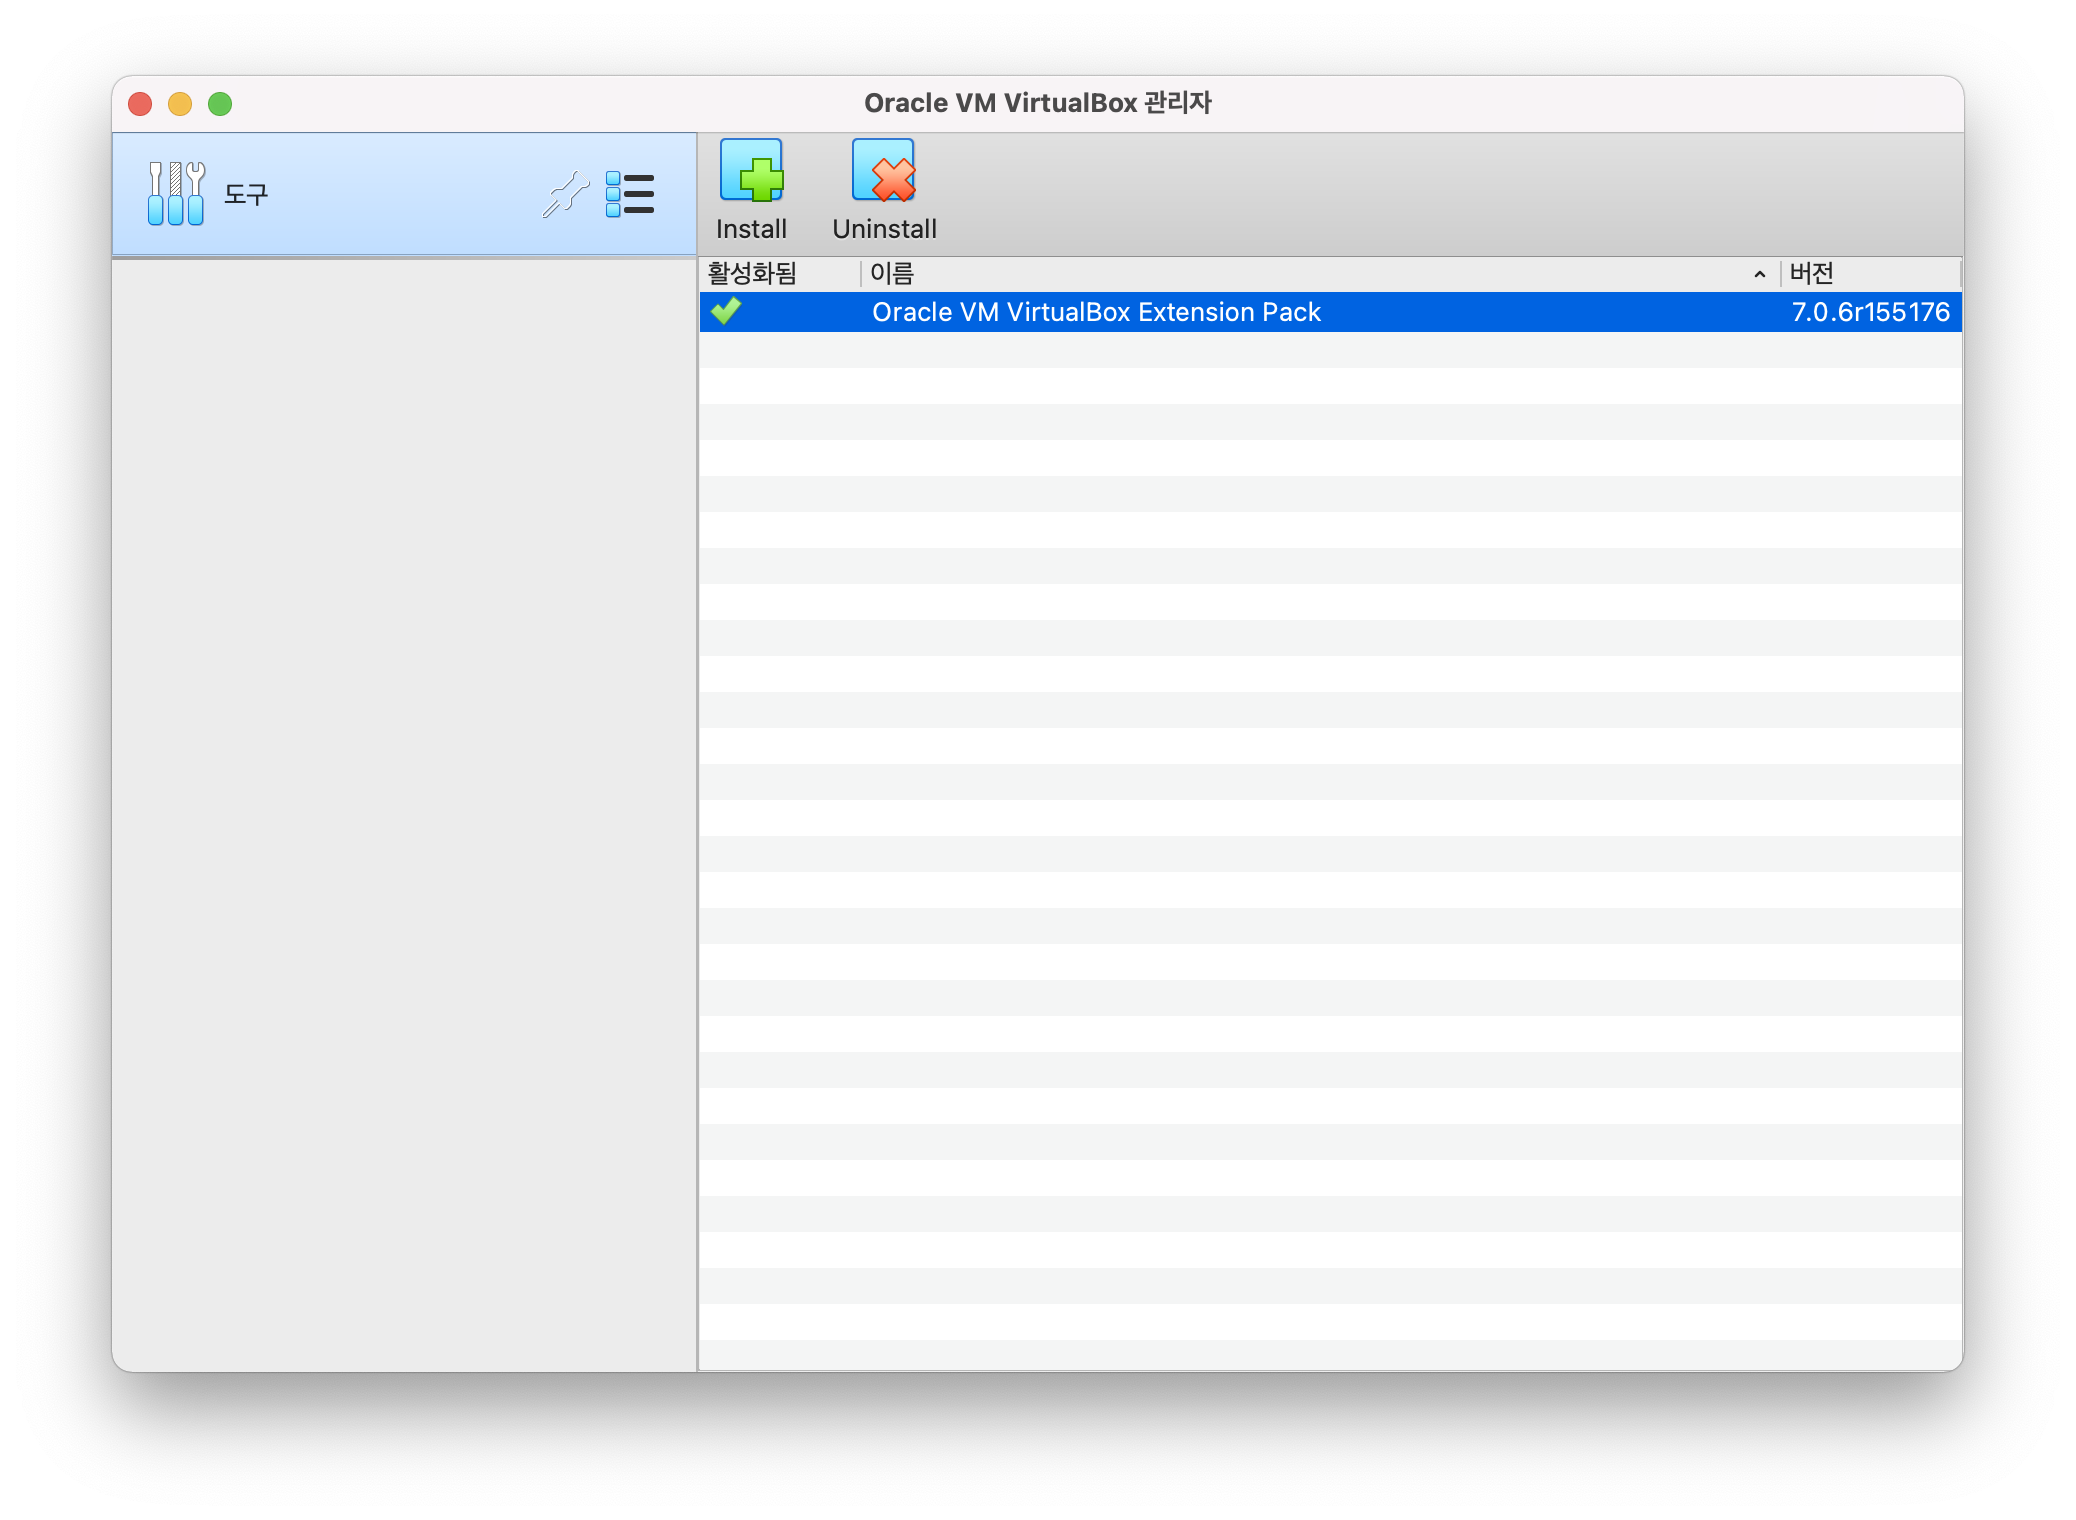 Oracle VM VirtualBox 관리자
도구
Install Uninstall
활성화됨 이름 버전
Oracle VM VirtualBox Extension Pack 7.0.6r155176